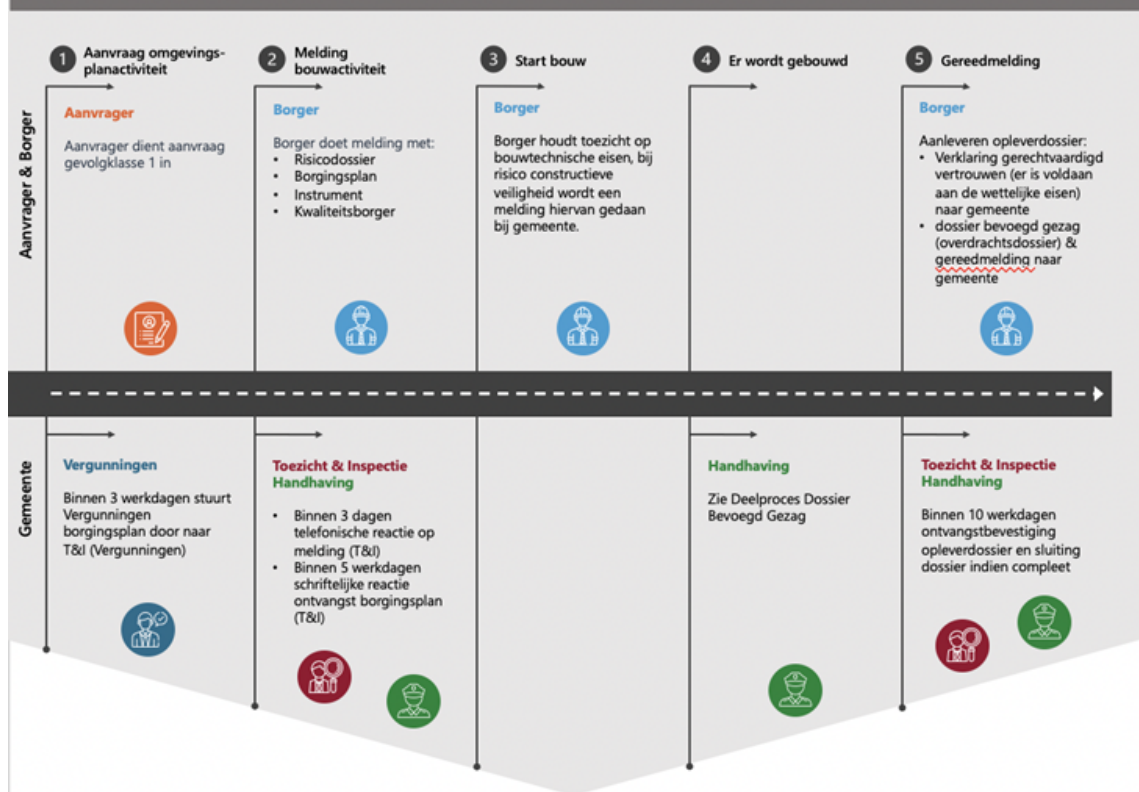 1 Aanvraag omgevings-
planactiviteit
2 Melding
bouwactiviteit
3 Start bouw
4 Er wordt gebouwd
5 Gereedmelding
Aanvrager & Borger
Aanvrager
Aanvrager dient aanvraag
gevolgklasse 1 in
Borger
Borger doet melding met:
• Risicodossier
• Borgingsplan
• Instrument
• Kwaliteitsborger
Borger
Borger houdt toezicht op
bouwtechnische eisen, bij
risico constructieve
veiligheid wordt een
melding hiervan gedaan
bij gemeente.
Borger
Aanleveren opleverdossier:
• Verklaring gerechtvaardigd
vertrouwen (er is voldaan
aan de wettelijke eisen)
naar gemeente
• dossier bevoegd gezag
(overdrachtsdossier) &
gereedmelding naar
gemeente
Gemeente
Vergunningen
Binnen 3 werkdagen stuurt
Vergunningen
borgingsplan door naar
T&I (Vergunningen)
Toezicht & Inspectie
Handhaving
• Binnen 3 dagen
telefonische reactie op
melding (T&I)
• Binnen 5 werkdagen
schriftelijke reactie
ontvangst borgingsplan
(T&I)
Handhaving
Zie Deelproces Dossier
Bevoegd Gezag
Toezicht & Inspectie
Handhaving
Binnen 10 werkdagen
ontvangstbevestiging
opleverdossier en sluiting
dossier indien compleet